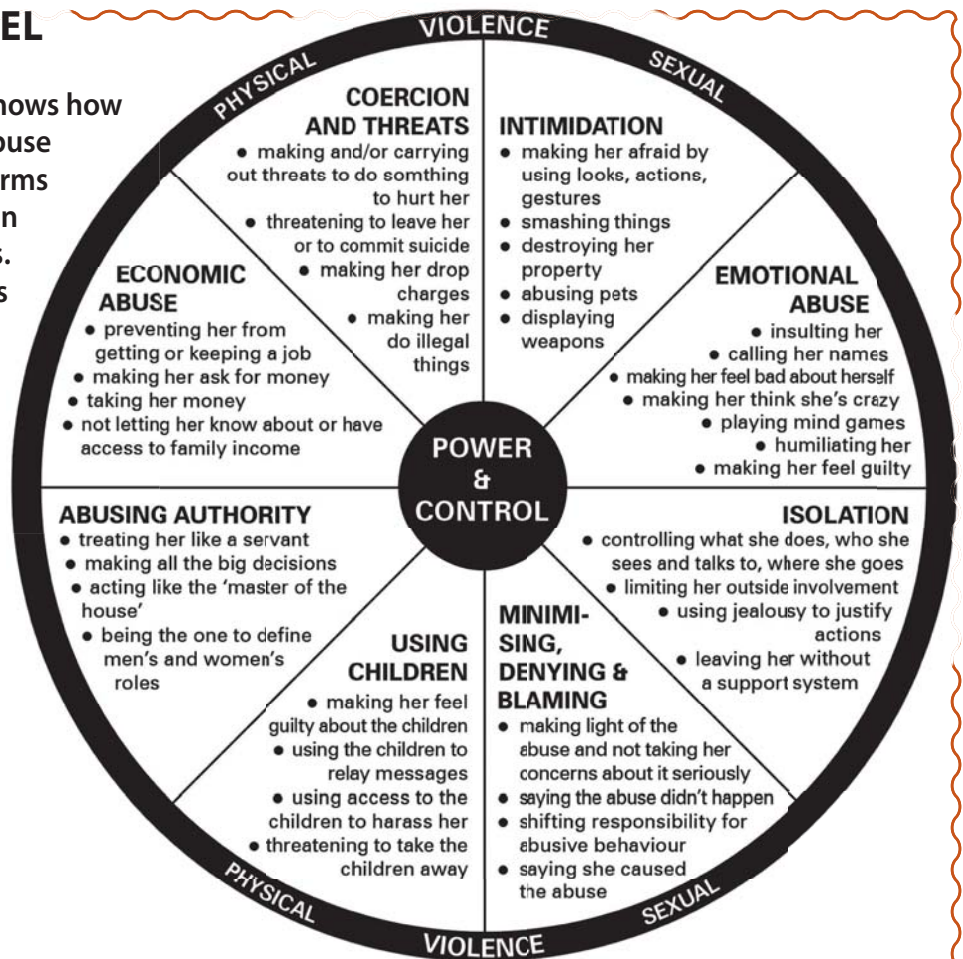 EL
nows how
buse
rms
n
s.
s
VIOLENCE
PHYSICAL
SEXUAL
COERCION
AND THREATS
• making and/or carrying
out threats to do somthing
to hurt her
• threatening to leave her
or to commit suicide
• making her drop
charges
• making her
do illegal
things
INTIMIDATION
• making her afraid by
using looks, actions,
gestures
• smashing things
• destroying her
property
• abusing pets
• displaying
weapons
ECONOMIC
ABUSE
• preventing her from
getting or keeping a job
• making her ask for money
• taking her money
• not letting her know about or have
access to family income
EMOTIONAL
ABUSE
• insulting her
• calling her names
• making her feel bad about herself
• making her think she's crazy
• playing mind games
• humiliating her
• making her feel guilty
POWER
&
CONTROL
ABUSING AUTHORITY
• treating her like a servant
• making all the big decisions
• acting like the 'master of the
house'
• being the one to define
men's and women's
roles
ISOLATION
• controlling what she does, who she
sees and talks to, where she goes
• limiting her outside involvement
• using jealousy to justify
actions
• leaving her without
a support system
USING
CHILDREN
• making her feel
guilty about the children
• using the children to
relay messages
• using access to the
children to harass her
• threatening to take the
children away
MINIMI-
SING,
DENYING &
BLAMING
• making light of the
abuse and not taking her
concerns about it seriously
• saying the abuse didn't happen
• shifting responsibility for
abusive behaviour
• saying she caused
the abuse
PHYSICAL
SEXUAL
VIOLENCE